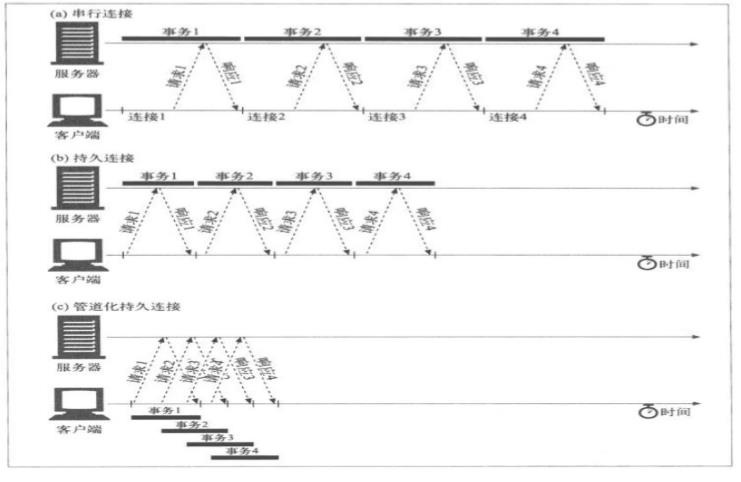 (a) 串行连接
事务1 事务2 事务3 事务4
服务器
请求1 响应1 请求2 响应2 请求3 响应3 请求4 响应4
连接1 连接2 连接3 连接4 时间
客户端
(b) 持久连接
事务1 事务2 事务3 事务4
服务器
请求1 响应1 请求2 响应2 请求3 响应3 请求4 响应4
时间
客户端
(c) 管道化持久连接
服务器
请求1 请求2 请求3 请求4 响应3 响应4
时间
事务1
客户端
事务2
事务3
事务4